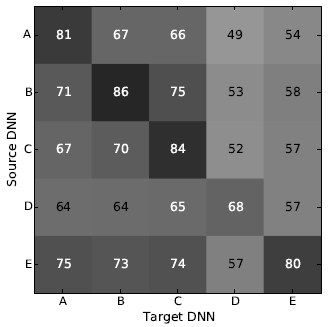 A 81 67 66 49 54
B 71 86 75 53 58
C 67 70 84 52 57
D 64 64 65 68 57
E 75 73 74 57 80
A B C D E
Source DNN
Target DNN